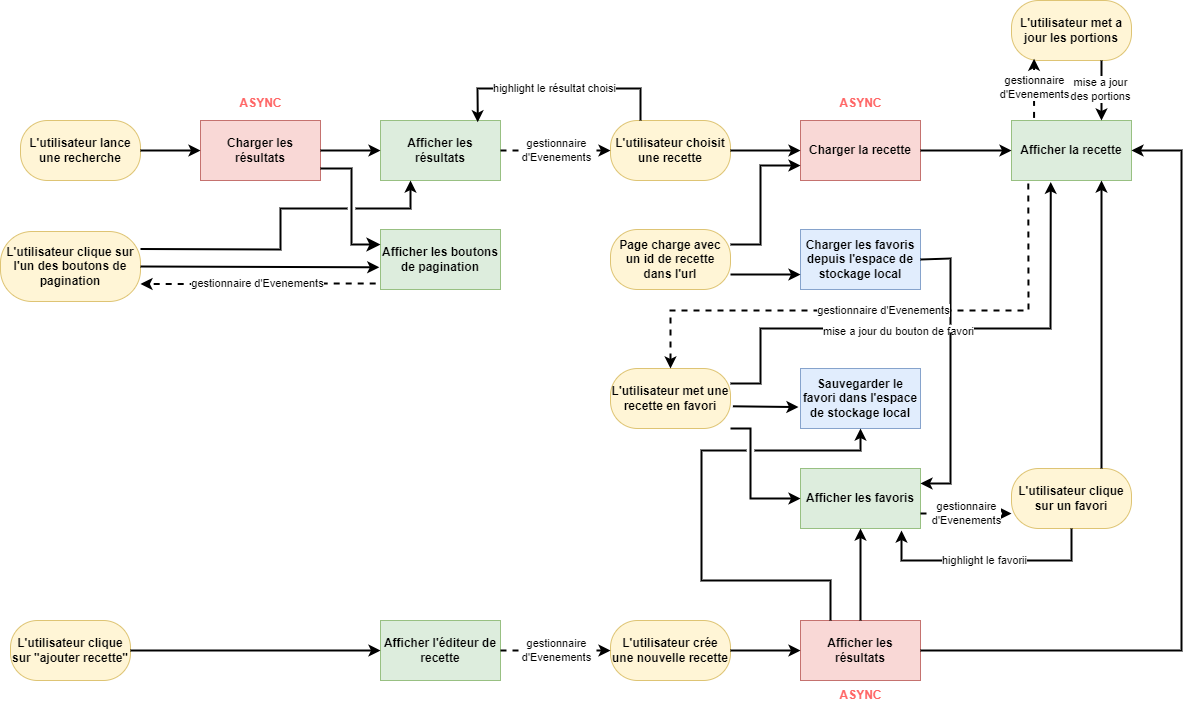 L'utilisateur met a
jour les portions
gestionnaire
d'Evenements
mise a jour
des portions
highlight le résultat choisi
ASYNC
ASYNC
L'utilisateur lance
une recherche
Charger les
résultats
Afficher les
résultats
gestionnaire
d'Evenements
L'utilisateur choisit
une recette
Charger la recette
Afficher la recette
L'utilisateur clique sur
l'un des boutons de
pagination
Afficher les boutons
de pagination
gestionnaire d'Evenements
Page charge avec
un id de recette
dans l'url
Charger les favoris
depuis l'espace de
stockage local
gestionnaire d'Evenements
mise a jour du bouton de favori
L'utilisateur met une
recette en favori
Sauvegarder le
favori dans l'espace
de stockage local
Afficher les favoris
gestionnaire
d'Evenements
L'utilisateur clique
sur un favori
highlight le favorii
L'utilisateur clique
sur "ajouter recette"
Afficher l'éditeur de
recette
gestionnaire
d'Evenements
L'utilisateur crée
une nouvelle recette
Afficher les
résultats
ASYNC